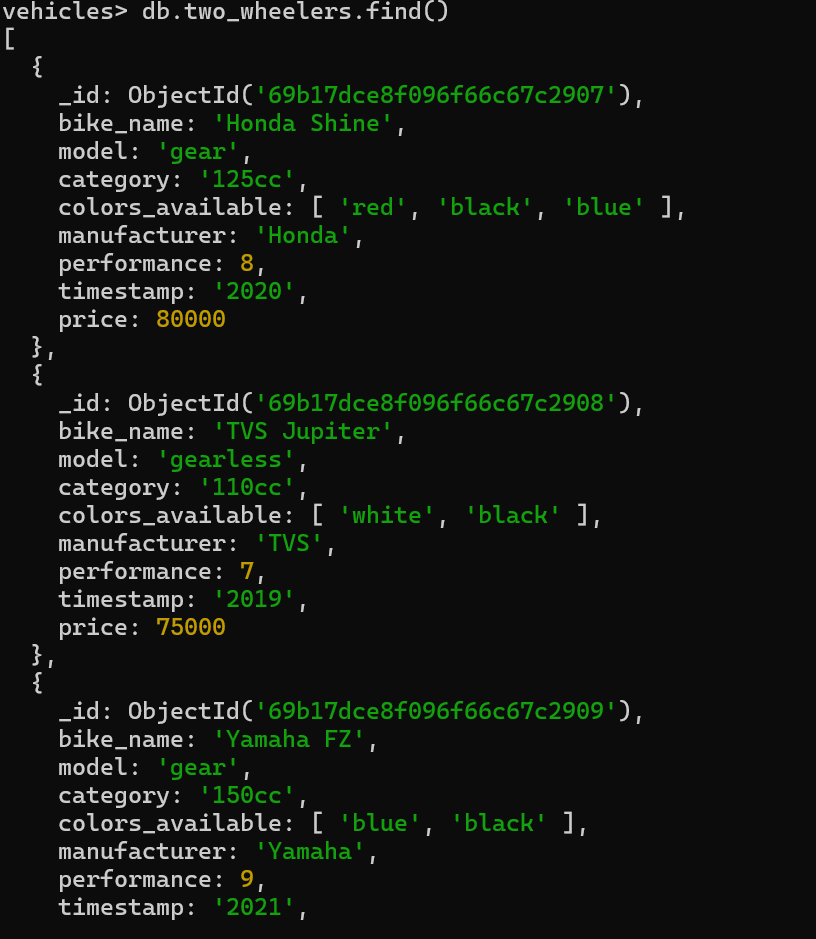 vehicles> db.two_wheelers.find()
[
  {
    _id: ObjectId('69b17dce8f096f66c67c2907'),
    bike_name: 'Honda Shine',
    model: 'gear',
    category: '125cc',
    colors_available: [ 'red', 'black', 'blue' ],
    manufacturer: 'Honda',
    performance: 8,
    timestamp: '2020',
    price: 80000
  },
  {
    _id: ObjectId('69b17dce8f096f66c67c2908'),
    bike_name: 'TVS Jupiter',
    model: 'gearless',
    category: '110cc',
    colors_available: [ 'white', 'black' ],
    manufacturer: 'TVS',
    performance: 7,
    timestamp: '2019',
    price: 75000
  },
  {
    _id: ObjectId('69b17dce8f096f66c67c2909'),
    bike_name: 'Yamaha FZ',
    model: 'gear',
    category: '150cc',
    colors_available: [ 'blue', 'black' ],
    manufacturer: 'Yamaha',
    performance: 9,
    timestamp: '2021',